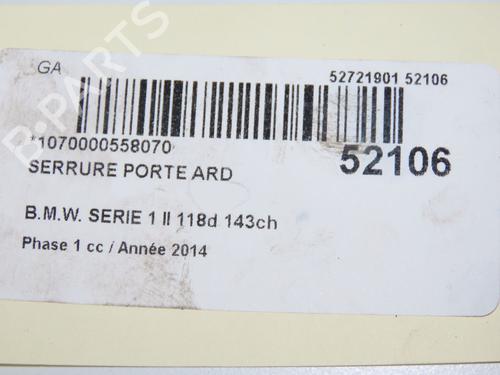 GA
52721901 52106
*1070000558070
52106
SERRURE PORTE ARD
B.M.W. SERIE 1 II 118d 143ch
Phase 1 cc / Année 2014
B-PARTS